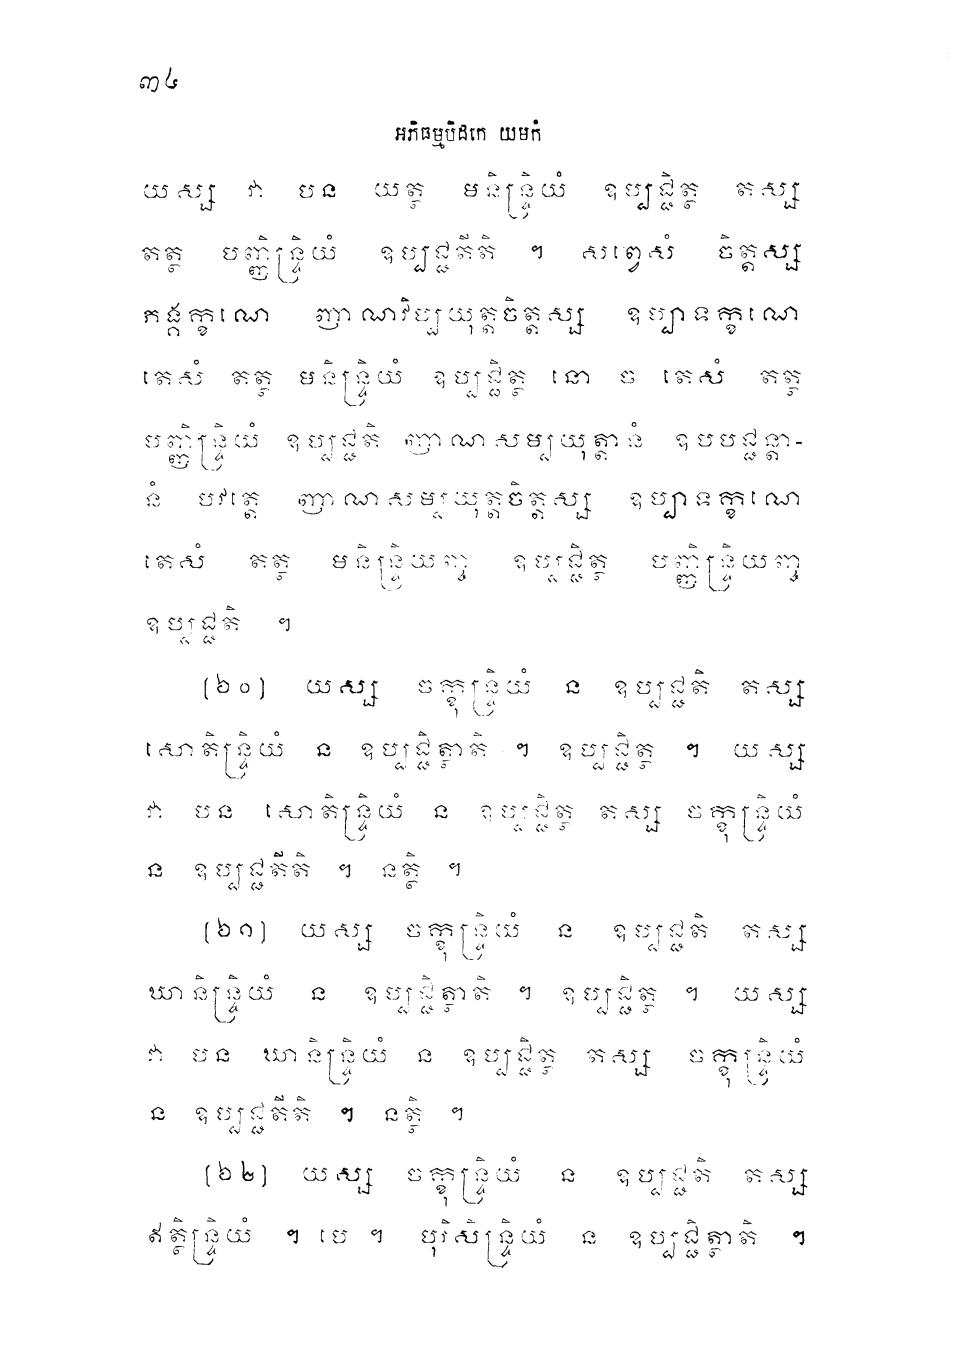 ៣៤
អភិធម្មបិដកេ យមកំ
យស្ស វា បន យត្ថ មនិន្ទ្រិយំ ឧប្បជ្ជិត្ថ តស្ស
តត្ថ បញ្ញិន្ទ្រិយំ ឧប្បជ្ជតីតិ ។ សព្វេសំ ចិត្តស្ស
ភង្គក្ខណេ ញាណវិប្បយុត្តចិត្តស្ស ឧប្បាទក្ខណេ
តេសំ តត្ថ មនិន្ទ្រិយំ ឧប្បជ្ជិត្ថ នោ ច តេសំ តត្ថ
បញ្ញិន្ទ្រិយំ ឧប្បជ្ជតិ ញាណសម្បយុត្តានំ ឧបបជ្ជន្តា-
នំ បវត្តេ ញាណសម្បយុត្តចិត្តស្ស ឧប្បាទក្ខណេ
តេសំ តត្ថ មនិន្ទ្រិយញ្ច ឧប្បជ្ជិត្ថ បញ្ញិន្ទ្រិយញ្ច
ឧប្បជ្ជតិ ។
(២០) យស្ស ចក្ខុន្ទ្រិយំ ន ឧប្បជ្ជតិ តស្ស
សោតិន្ទ្រិយំ ន ឧប្បជ្ជិត្ថាតិ ។ ឧប្បជ្ជិត្ថ ។ យស្ស
វា បន សោតិន្ទ្រិយំ ន ឧប្បជ្ជិត្ថ តស្ស ចក្ខុន្ទ្រិយំ
ន ឧប្បជ្ជតីតិ ។ នត្ថិ ។
(២១) យស្ស ចក្ខុន្ទ្រិយំ ន ឧប្បជ្ជតិ តស្ស
ឃានិន្ទ្រិយំ ន ឧប្បជ្ជិត្ថាតិ ។ ឧប្បជ្ជិត្ថ ។ យស្ស
វា បន ឃានិន្ទ្រិយំ ន ឧប្បជ្ជិត្ថ តស្ស ចក្ខុន្ទ្រិយំ
ន ឧប្បជ្ជតីតិ ។ នត្ថិ ។
(២២) យស្ស ចក្ខុន្ទ្រិយំ ន ឧប្បជ្ជតិ តស្ស
ឥត្ថិន្ទ្រិយំ ។ បេ ។ បុរិសិន្ទ្រិយំ ន ឧប្បជ្ជិត្ថាតិ ។